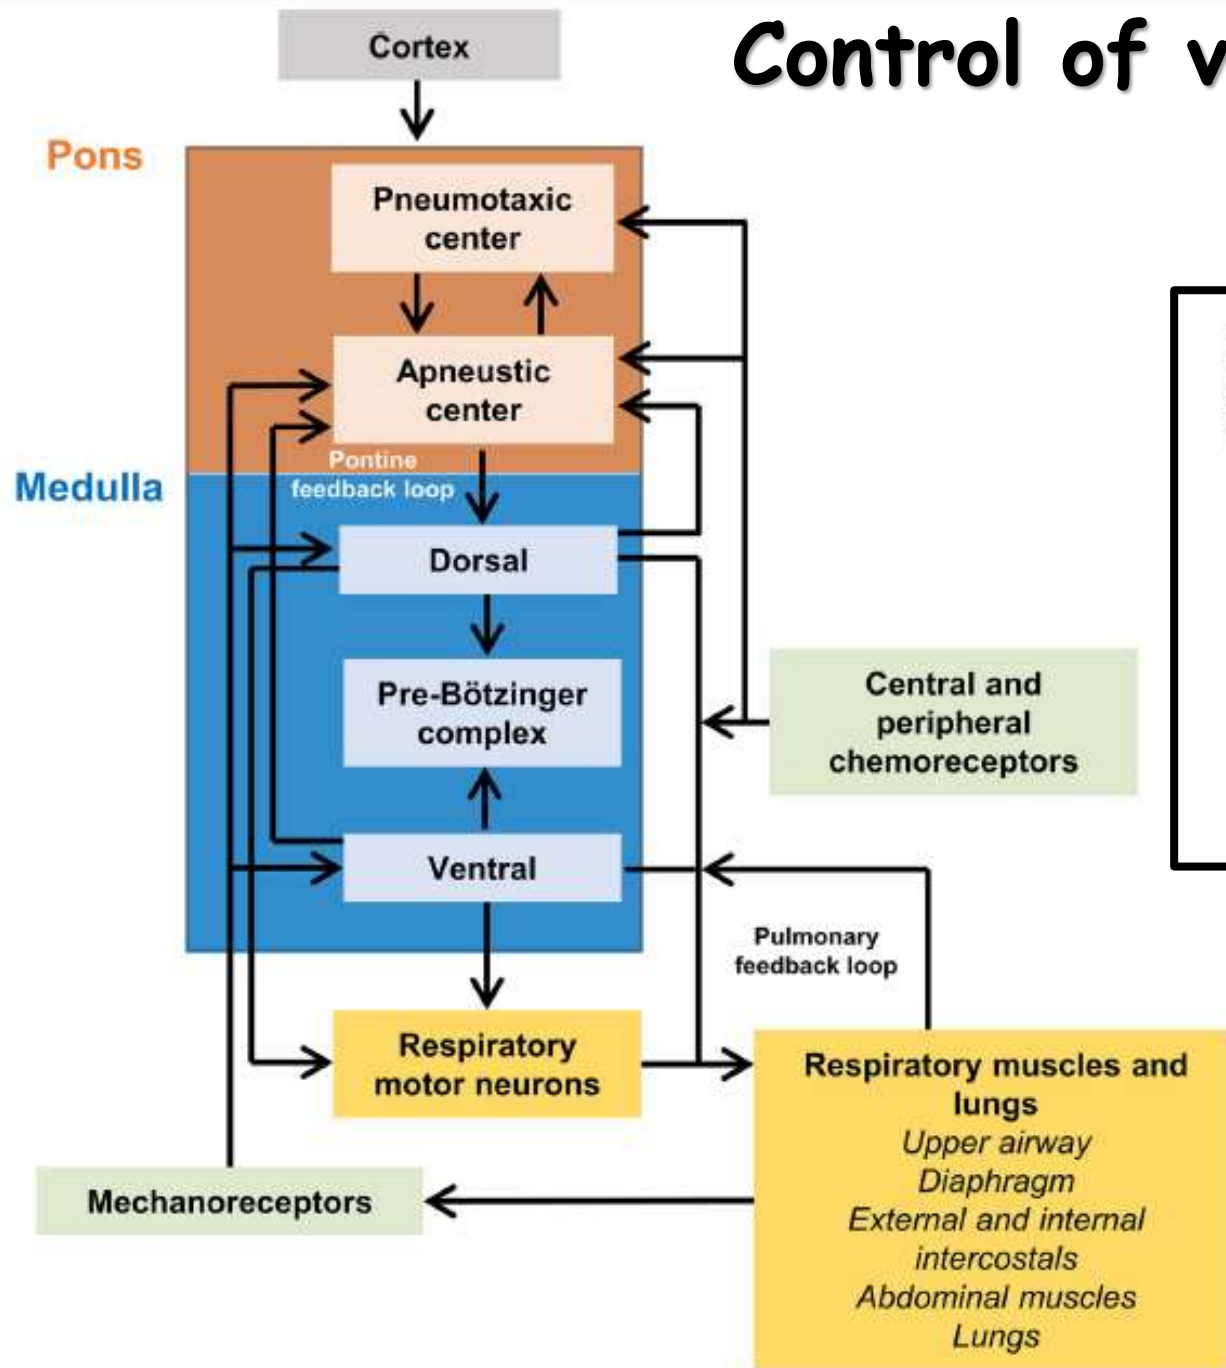 Control of v
Cortex
Pons
Pneumotaxic
center
Apneustic
center
Pontine
feedback loop
Medulla
Dorsal
Pre-Bötzinger
complex
Central and
peripheral
chemoreceptors
Ventral
Pulmonary
feedback loop
Respiratory
motor neurons
Respiratory muscles and
lungs
Upper airway
Diaphragm
External and internal
intercostals
Abdominal muscles
Lungs
Mechanoreceptors